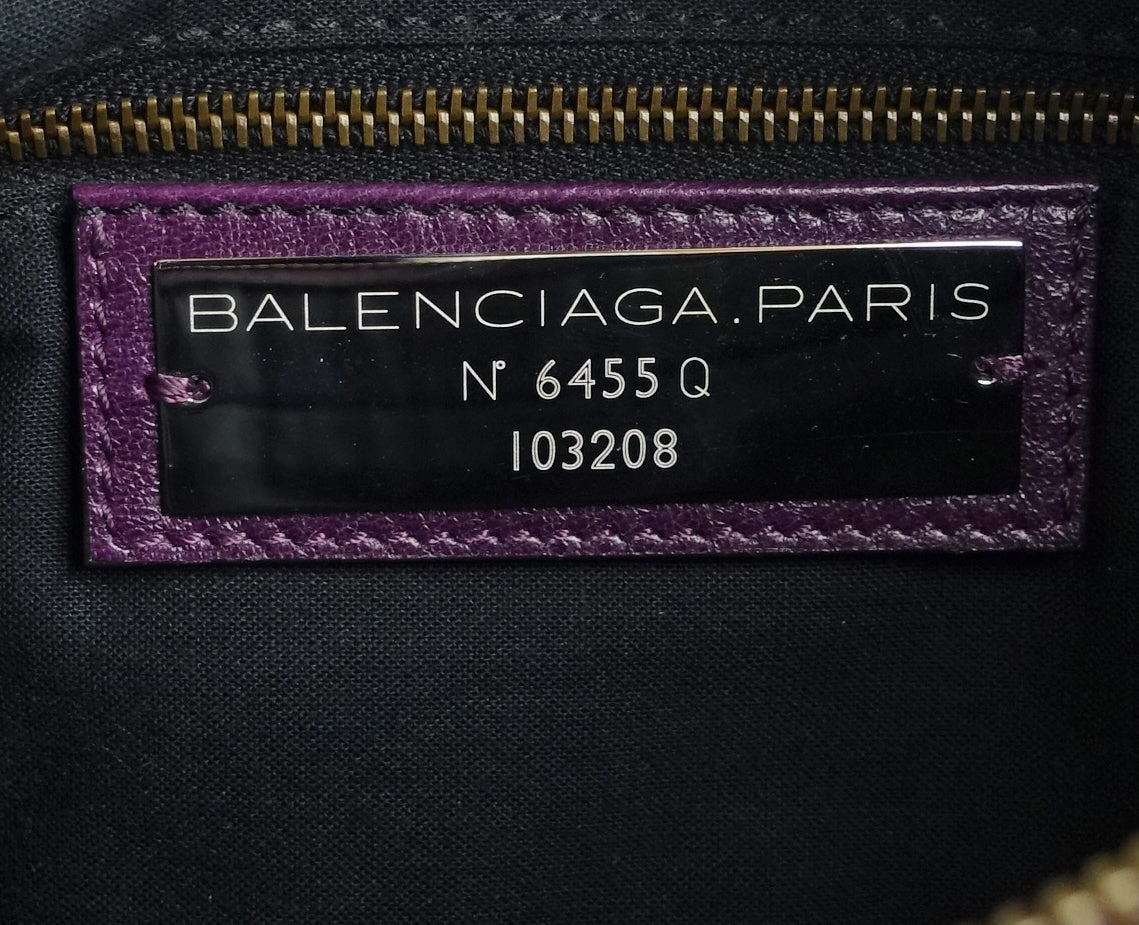 BALENCIAGA.PARIS
N° 6455 Q
103208